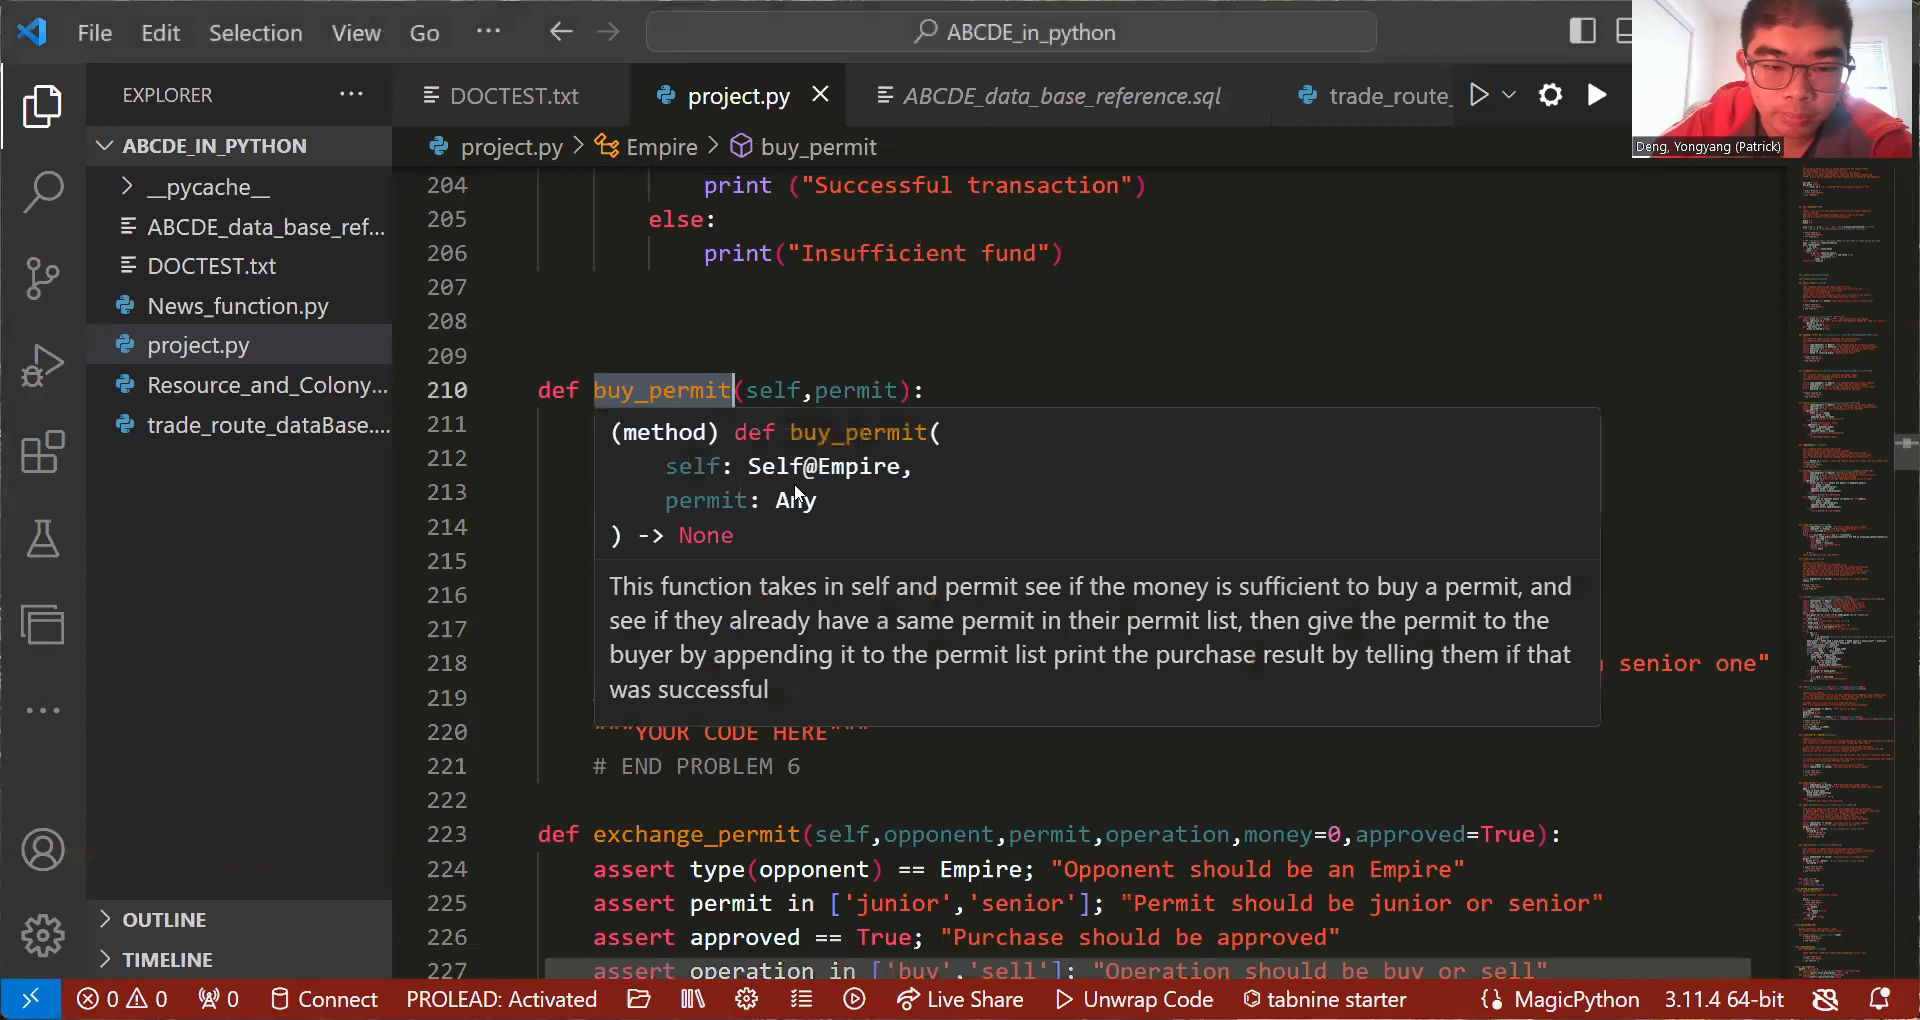 File Edit Selection View Go ··· ABCDE_in_python
Deng, Yongyang (Patrick)
EXPLORER ···
ABCDE_IN_PYTHON
__pycache__
ABCDE_data_base_ref...
DOCTEST.txt
News_function.py
project.py
Resource_and_Colony...
trade_route_dataBase....
OUTLINE
TIMELINE
DOCTEST.txt project.py ABCDE_data_base_reference.sql trade_route_
project.py > Empire > buy_permit
204 print ("Successful transaction")
205 else:
206 print("Insufficient fund")
207
208
209
210 def buy_permit(self,permit):
211
212
213
214
215
216
217
218 senior one"
219
220 """YOUR CODE HERE"""
221 # END PROBLEM 6
222
223 def exchange_permit(self,opponent,permit,operation,money=0,approved=True):
224 assert type(opponent) == Empire; "Opponent should be an Empire"
225 assert permit in ['junior','senior']; "Permit should be junior or senior"
226 assert approved == True; "Purchase should be approved"
227 assert operation in ['buy','sell']: "Operation should be buy or sell"
(method) def buy_permit(
self: Self@Empire,
permit: Any
) -> None
This function takes in self and permit see if the money is sufficient to buy a permit, and
see if they already have a same permit in their permit list, then give the permit to the
buyer by appending it to the permit list print the purchase result by telling them if that
was successful
0 0 0 Connect PROLEAD: Activated Live Share Unwrap Code tabnine starter MagicPython 3.11.4 64-bit